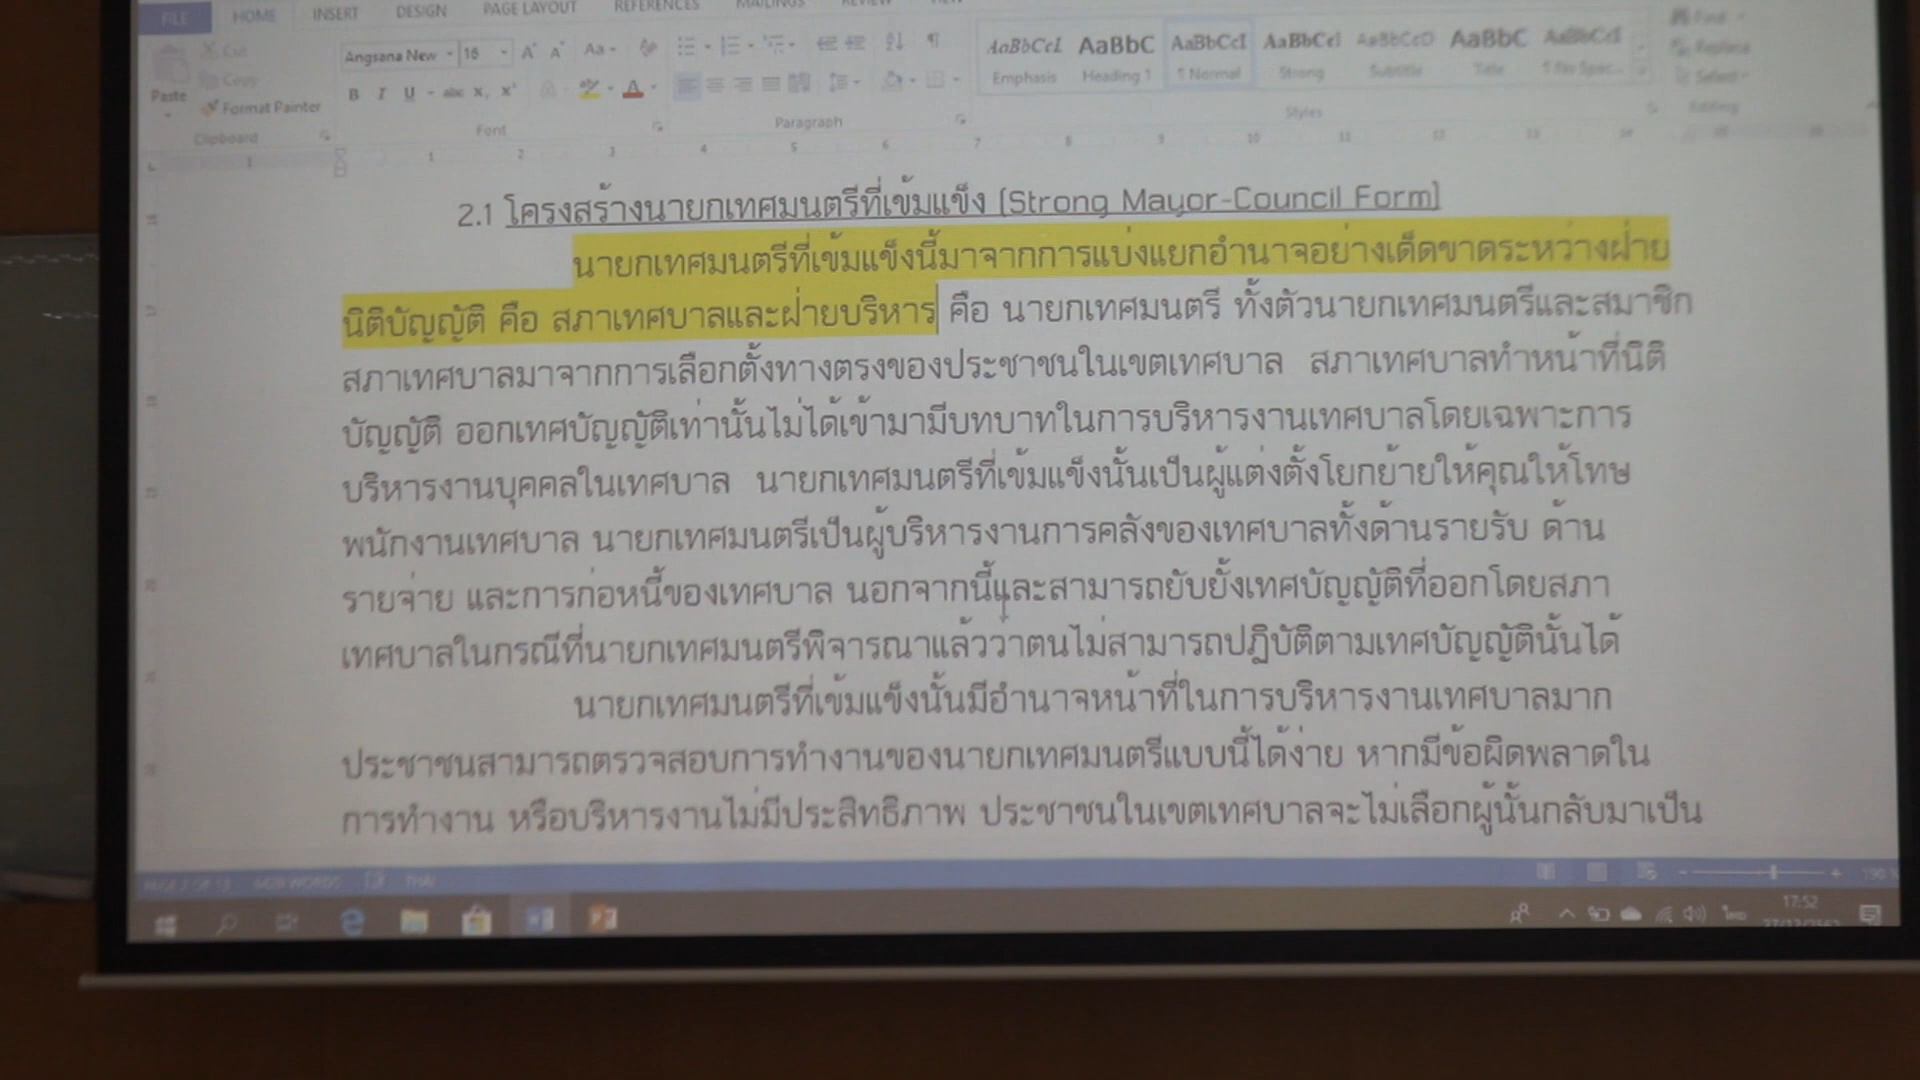 FILE HOME INSERT DESIGN PAGE LAYOUT REFERENCES MAILINGS
Cut
Copy
Paste Format Painter
Clipboard
Angsana New 16
Font
Paragraph
AaBbCcI AaBbC AaBbCcI AaBbCcI AaBbCcD AaBbC AaBbCcI
Emphasis Heading 1 ¶ Normal Strong Subtitle Title ¶ No Spac...
Styles
Find
Replace
Select
Editing
1 1 2 3 4 5 6 7 8 9 10 11 12 13 14
2.1 โครงสร้างนายกเทศมนตรีที่เข้มแข็ง (Strong Mayor-Council Form)
นายกเทศมนตรีที่เข้มแข็งนี้มาจากการแบ่งแยกอำนาจอย่างเด็ดขาดระหว่างฝ่าย
นิติบัญญัติ คือ สภาเทศบาลและฝ่ายบริหาร คือ นายกเทศมนตรี ทั้งตัวนายกเทศมนตรีและสมาชิก
สภาเทศบาลมาจากการเลือกตั้งทางตรงของประชาชนในเขตเทศบาล สภาเทศบาลทำหน้าที่นิติ
บัญญัติ ออกเทศบัญญัติเท่านั้นไม่ได้เข้ามามีบทบาทในการบริหารงานเทศบาลโดยเฉพาะการ
บริหารงานบุคคลในเทศบาล นายกเทศมนตรีที่เข้มแข็งนั้นเป็นผู้แต่งตั้งโยกย้ายให้คุณให้โทษ
พนักงานเทศบาล นายกเทศมนตรีเป็นผู้บริหารงานการคลังของเทศบาลทั้งด้านรายรับ ด้าน
รายจ่าย และการก่อหนี้ของเทศบาล นอกจากนี้และสามารถยับยั้งเทศบัญญัติที่ออกโดยสภา
เทศบาลในกรณีที่นายกเทศมนตรีพิจารณาแล้วว่าตนไม่สามารถปฏิบัติตามเทศบัญญัตินั้นได้
นายกเทศมนตรีที่เข้มแข็งนั้นมีอำนาจหน้าที่ในการบริหารงานเทศบาลมาก
ประชาชนสามารถตรวจสอบการทำงานของนายกเทศมนตรีแบบนี้ได้ง่าย หากมีข้อผิดพลาดใน
การทำงาน หรือบริหารงานไม่มีประสิทธิภาพ ประชาชนในเขตเทศบาลจะไม่เลือกผู้นั้นกลับมาเป็น
THAI
ไทย
17:52